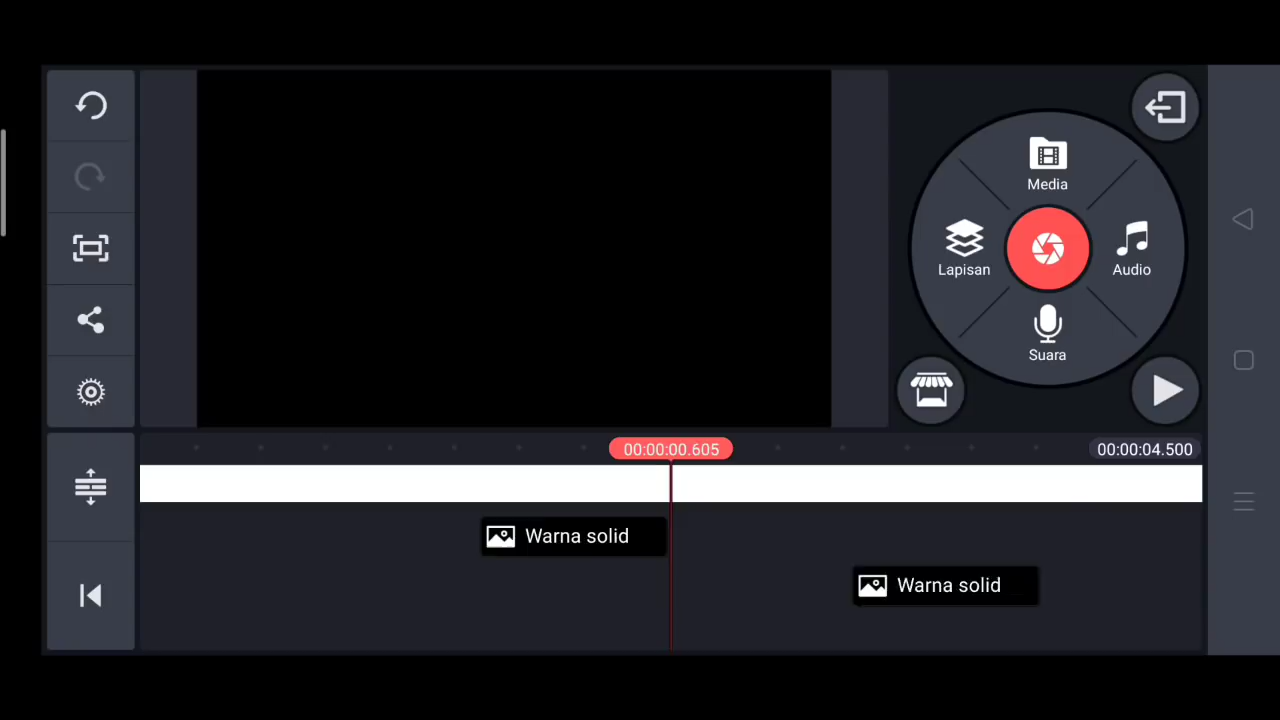 Media
Lapisan
Audio
Suara
00:00:00.605
00:00:04.500
Warna solid
Warna solid